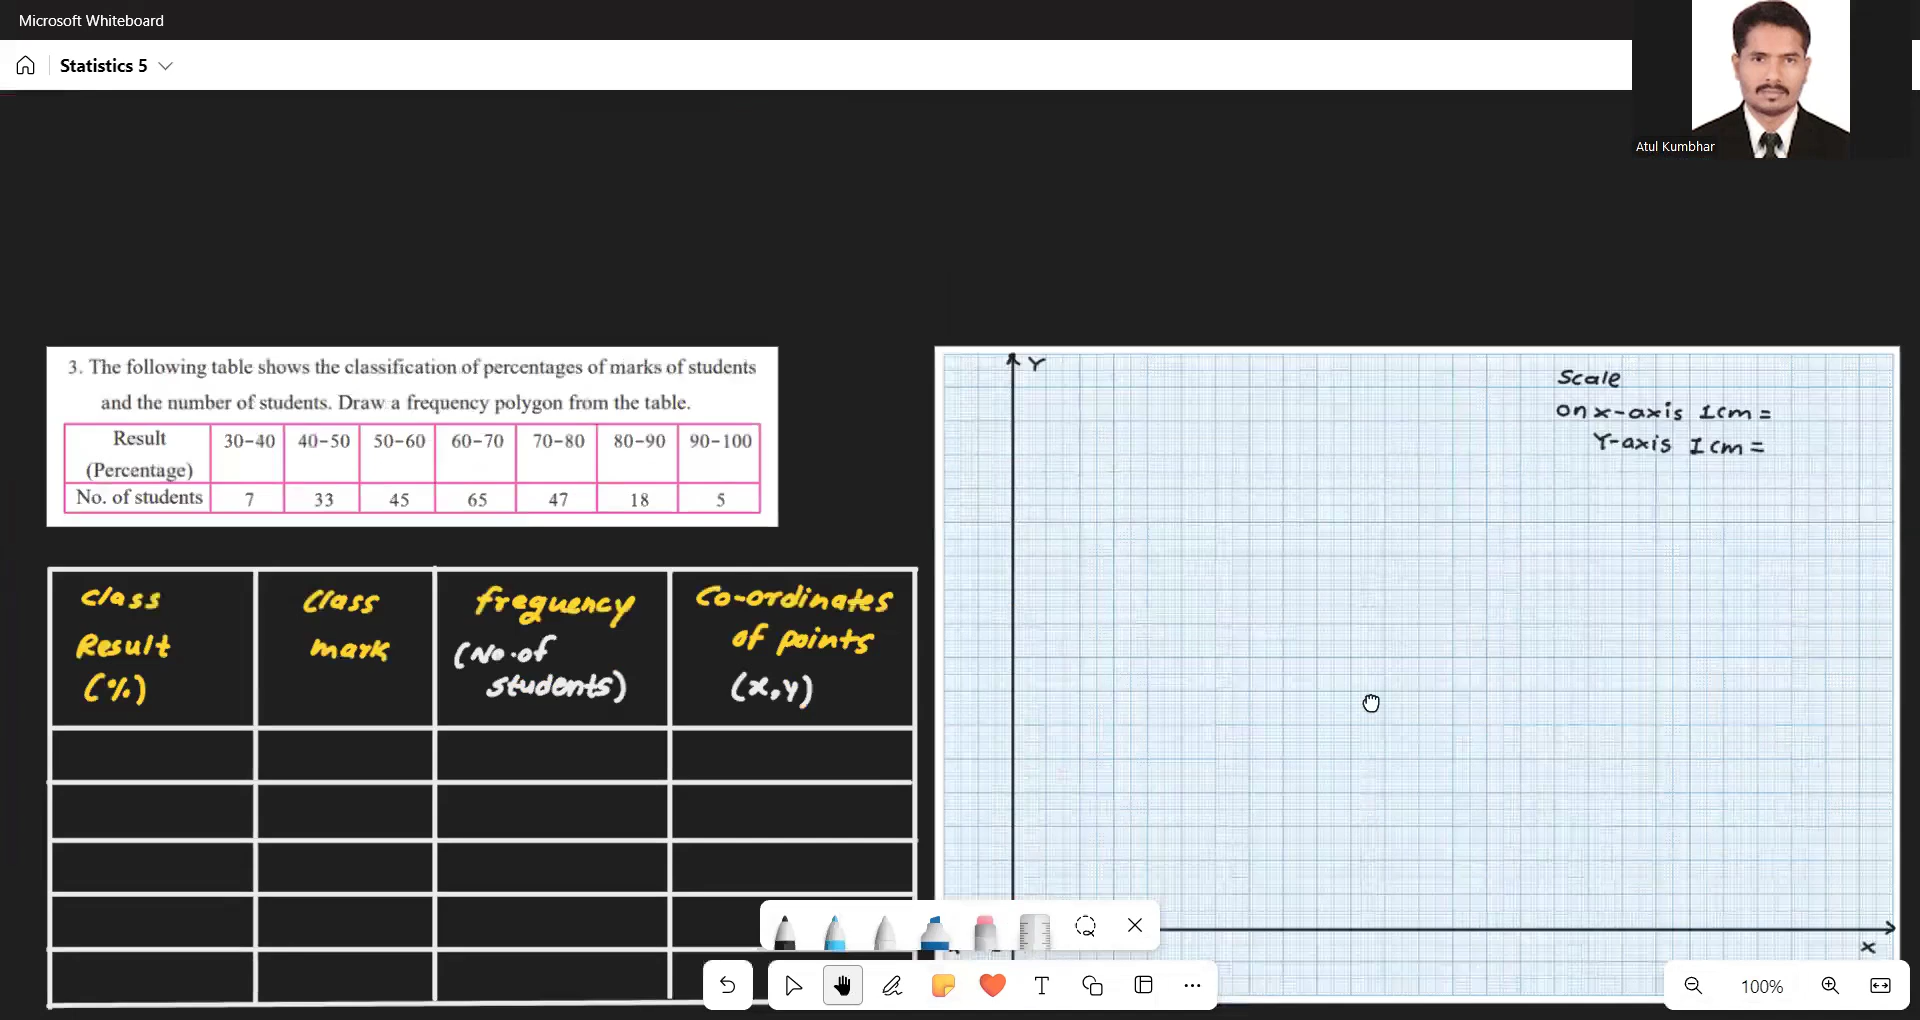 Microsoft Whiteboard
Statistics 5
Atul Kumbhar
3. The following table shows the classification of percentages of marks of students
and the number of students. Draw a frequency polygon from the table.
Result (Percentage) 30-40 40-50 50-60 60-70 70-80 80-90 90-100
No. of students 7 33 45 65 47 18 5
Class Result (%)
Class mark
frequency (No. of students)
Co-ordinates of points (x,y)
Y
Scale
on x-axis 1cm =
Y-axis 1cm =
X
100%